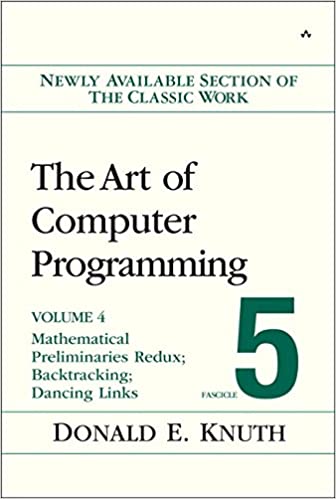 NEWLY AVAILABLE SECTION OF
THE CLASSIC WORK
The Art of
Computer
Programming
VOLUME 4
Mathematical
Preliminaries Redux;
Backtracking;
Dancing Links
FASCICLE 5
DONALD E. KNUTH